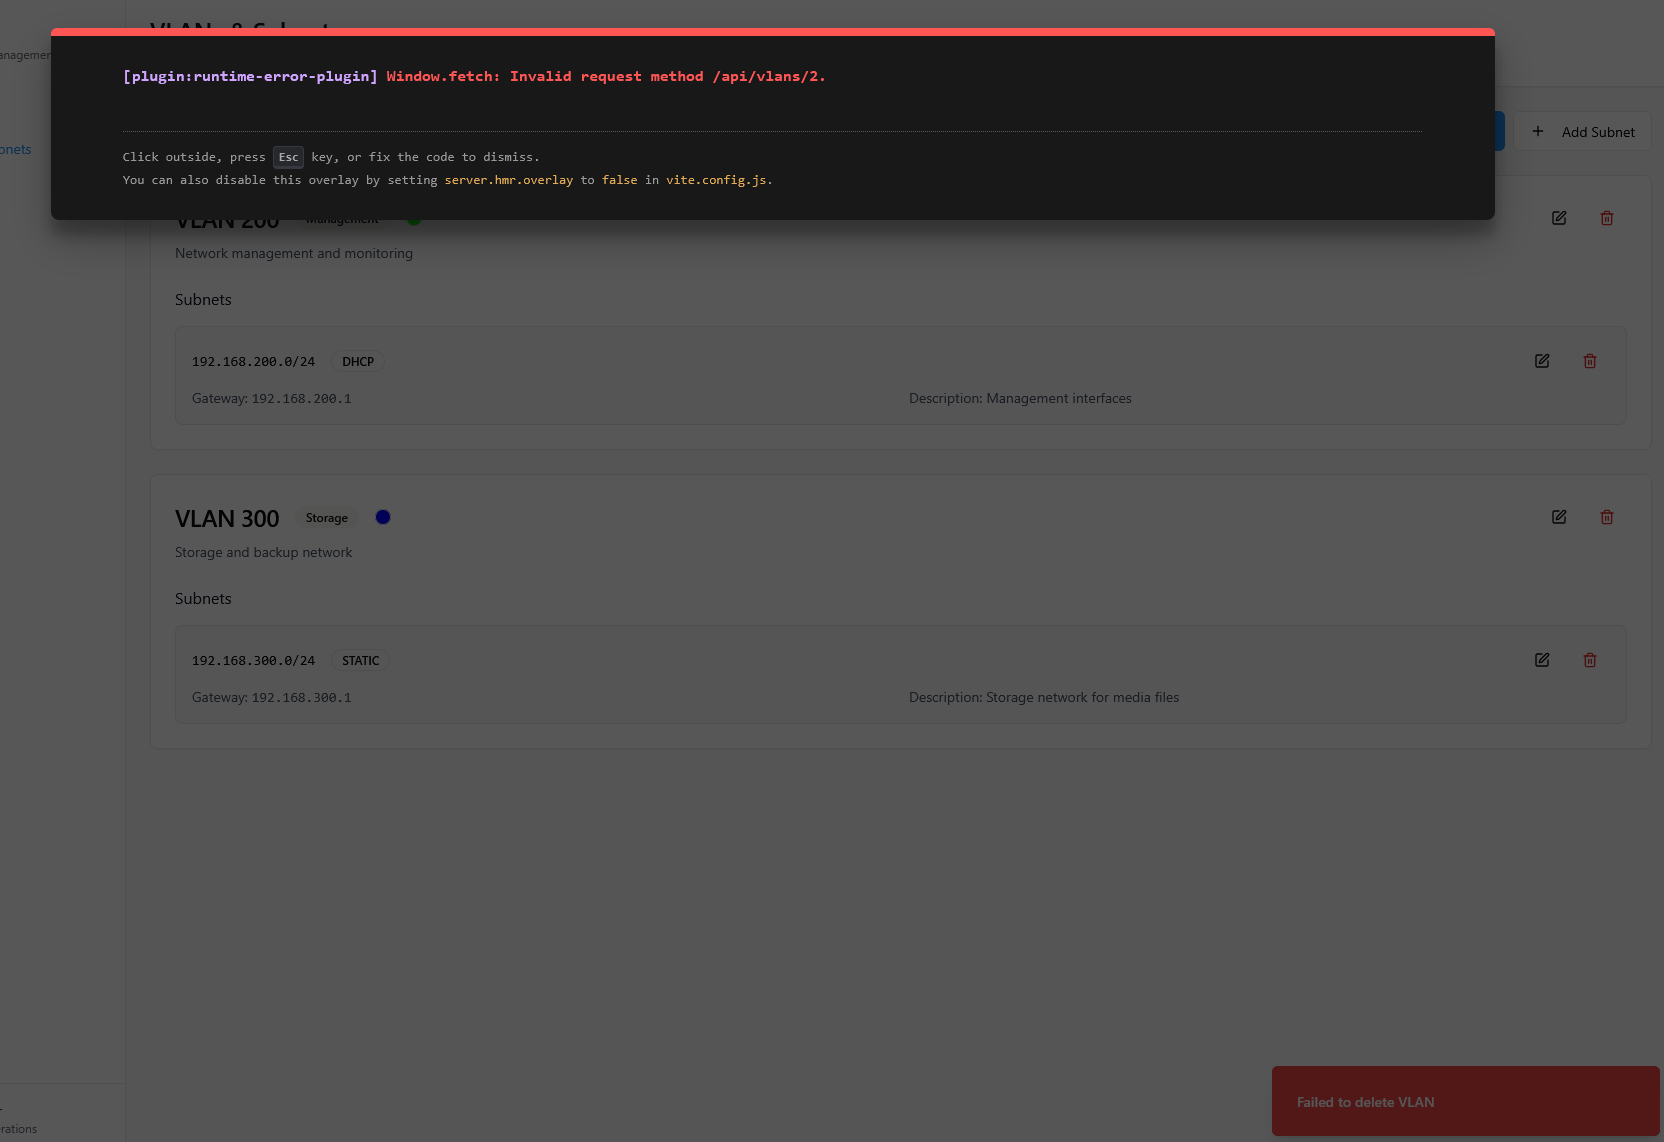 [plugin:runtime-error-plugin] Window.fetch: Invalid request method /api/vlans/2.
Click outside, press Esc key, or fix the code to dismiss.
You can also disable this overlay by setting server.hmr.overlay to false in vite.config.js.
Add Subnet
VLAN 200 Management
Network management and monitoring
Subnets
192.168.200.0/24 DHCP
Gateway: 192.168.200.1 Description: Management interfaces
VLAN 300 Storage
Storage and backup network
Subnets
192.168.300.0/24 STATIC
Gateway: 192.168.300.1 Description: Storage network for media files
Failed to delete VLAN